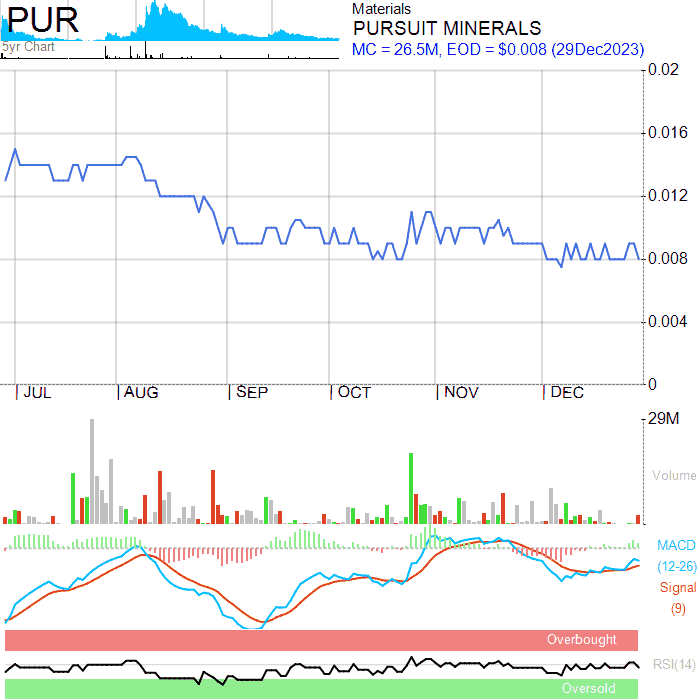 PUR
5yr Chart
Materials
PURSUIT MINERALS
MC = 26.5M, EOD = $0.008 (29Dec2023)
0.02
0.016
0.012
0.008
0.004
0
JUL AUG SEP OCT NOV DEC
29M
Volume
MACD
(12-26)
Signal
(9)
Overbought
RSI(14)
Oversold